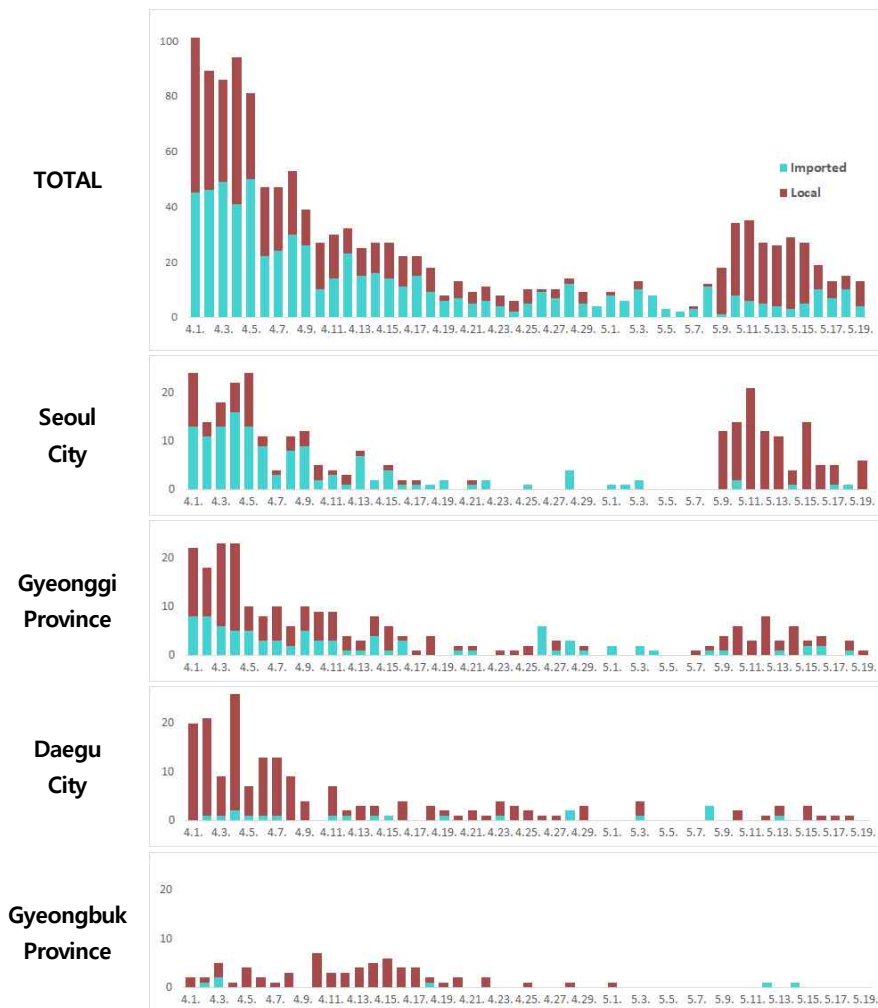 TOTAL
100
80
60
40
20
0
Imported
Local
4.1. 4.3. 4.5. 4.7. 4.9. 4.11. 4.13. 4.15. 4.17. 4.19. 4.21. 4.23. 4.25. 4.27. 4.29. 5.1. 5.3. 5.5. 5.7. 5.9. 5.11. 5.13. 5.15. 5.17. 5.19.
Seoul
City
20
10
0
4.1. 4.3. 4.5. 4.7. 4.9. 4.11. 4.13. 4.15. 4.17. 4.19. 4.21. 4.23. 4.25. 4.27. 4.29. 5.1. 5.3. 5.5. 5.7. 5.9. 5.11. 5.13. 5.15. 5.17. 5.19.
Gyeonggi
Province
20
10
0
4.1. 4.3. 4.5. 4.7. 4.9. 4.11. 4.13. 4.15. 4.17. 4.19. 4.21. 4.23. 4.25. 4.27. 4.29. 5.1. 5.3. 5.5. 5.7. 5.9. 5.11. 5.13. 5.15. 5.17. 5.19.
Daegu
City
20
10
0
4.1. 4.3. 4.5. 4.7. 4.9. 4.11. 4.13. 4.15. 4.17. 4.19. 4.21. 4.23. 4.25. 4.27. 4.29. 5.1. 5.3. 5.5. 5.7. 5.9. 5.11. 5.13. 5.15. 5.17. 5.19.
Gyeongbuk
Province
20
10
0
4.1. 4.3. 4.5. 4.7. 4.9. 4.11. 4.13. 4.15. 4.17. 4.19. 4.21. 4.23. 4.25. 4.27. 4.29. 5.1. 5.3. 5.5. 5.7. 5.9. 5.11. 5.13. 5.15. 5.17. 5.19.